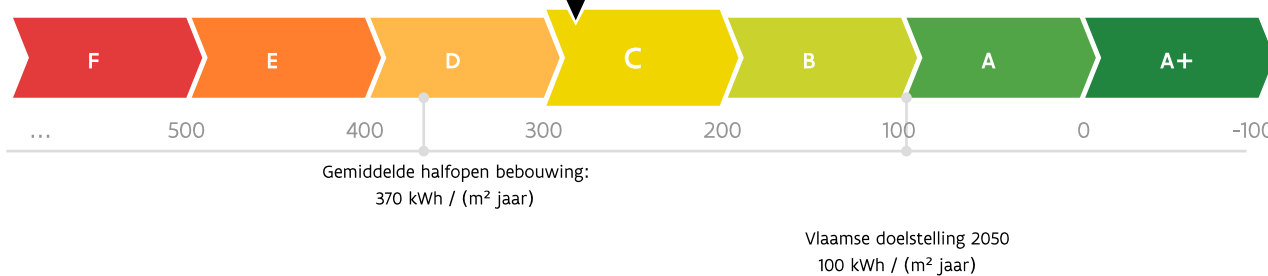 F E D C B A A+
... 500 400 300 200 100 0 -100
Gemiddelde halfopen bebouwing:
370 kWh / (m² jaar)
Vlaamse doelstelling 2050
100 kWh / (m² jaar)